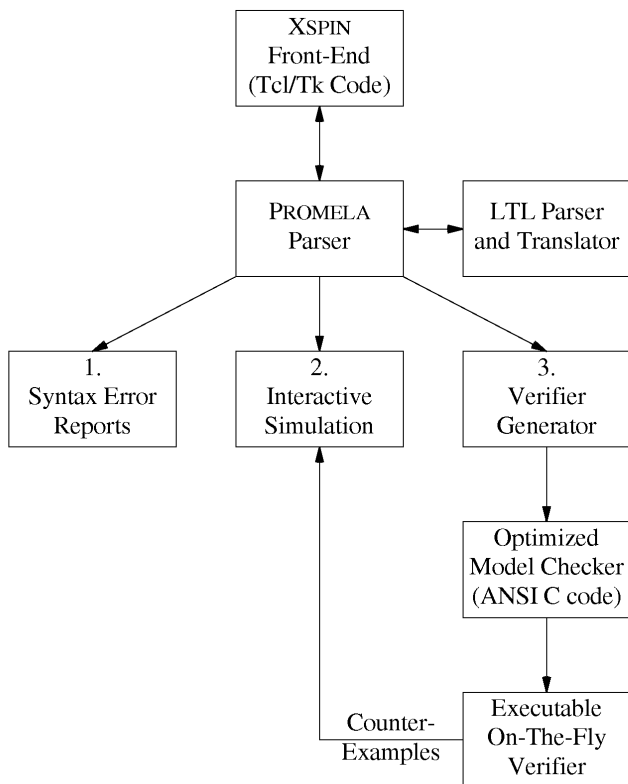 XSPIN
Front-End
(Tcl/Tk Code)
PROMELA
Parser
LTL Parser
and Translator
1.
Syntax Error
Reports
2.
Interactive
Simulation
3.
Verifier
Generator
Optimized
Model Checker
(ANSI C code)
Counter-
Examples
Executable
On-The-Fly
Verifier